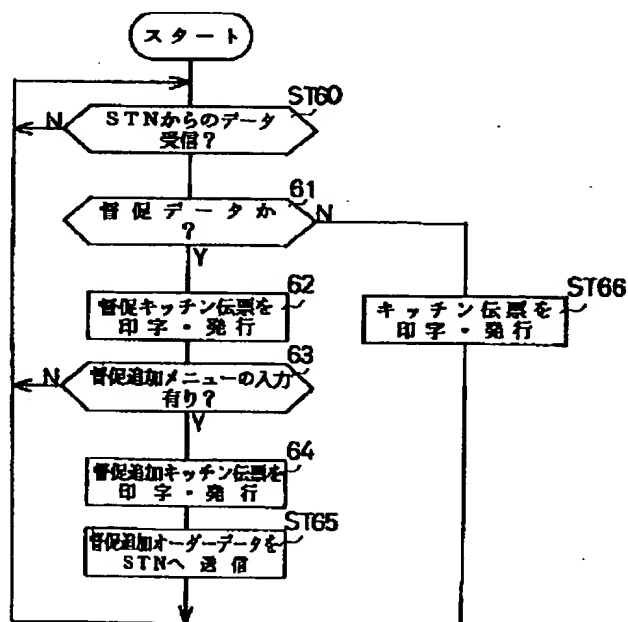 スタート
ST60
N
STNからのデータ
受信？
61
督促データか
？
N
Y
62
督促キッチン伝票を
印字・発行
ST66
キッチン伝票を
印字・発行
63
N
督促追加メニューの入力
有り？
Y
64
督促追加キッチン伝票を
印字・発行
ST65
督促追加オーダーデータを
STNへ送信